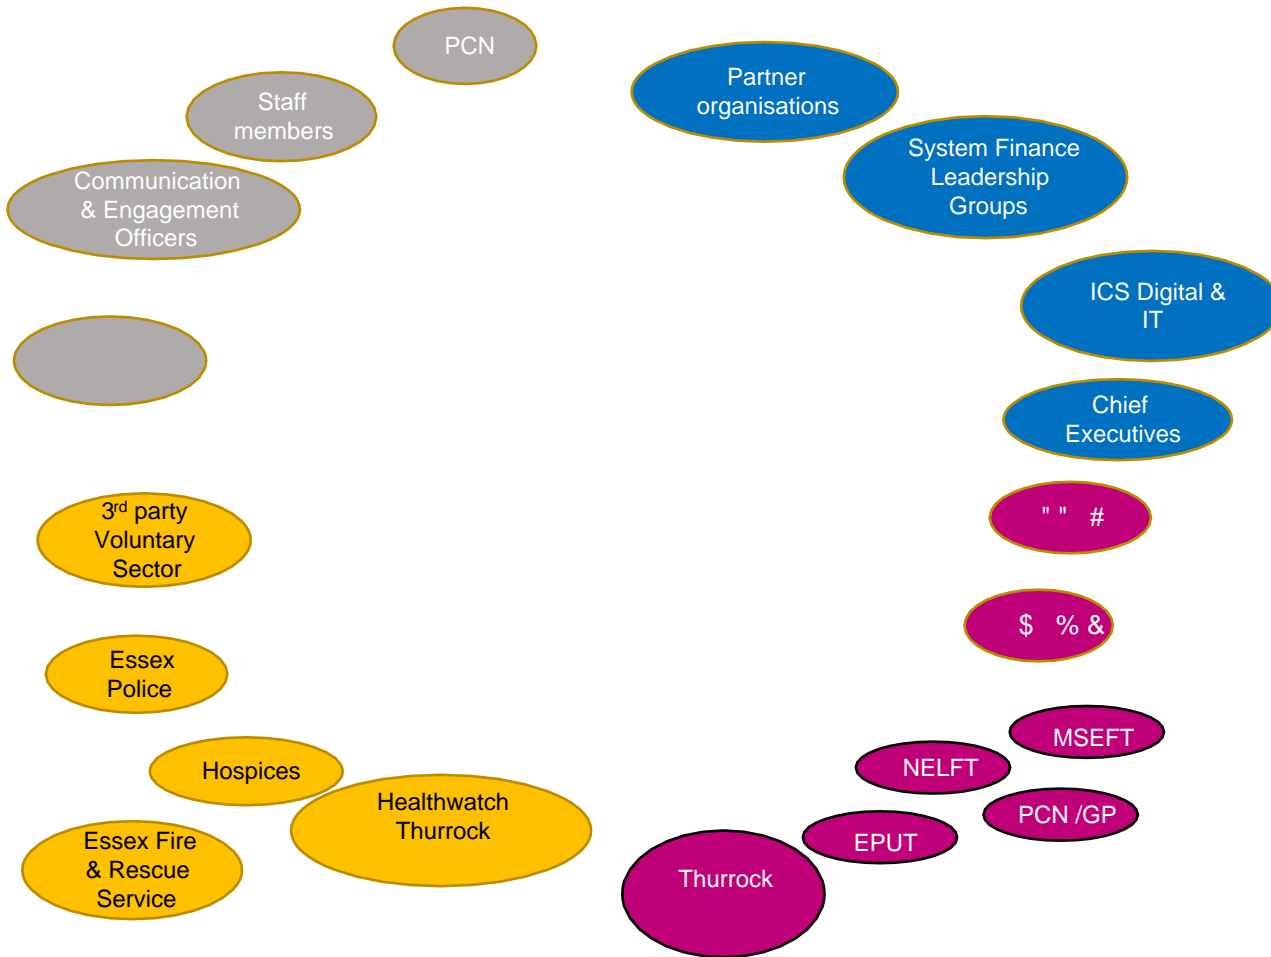 PCN
Staff
members
Communication
& Engagement
Officers
Partner
organisations
System Finance
Leadership
Groups
ICS Digital &
IT
Chief
Executives
" " #
$ % &
MSEFT
NELFT
PCN /GP
EPUT
Thurrock
3rd party
Voluntary
Sector
Essex
Police
Hospices
Healthwatch
Thurrock
Essex Fire
& Rescue
Service